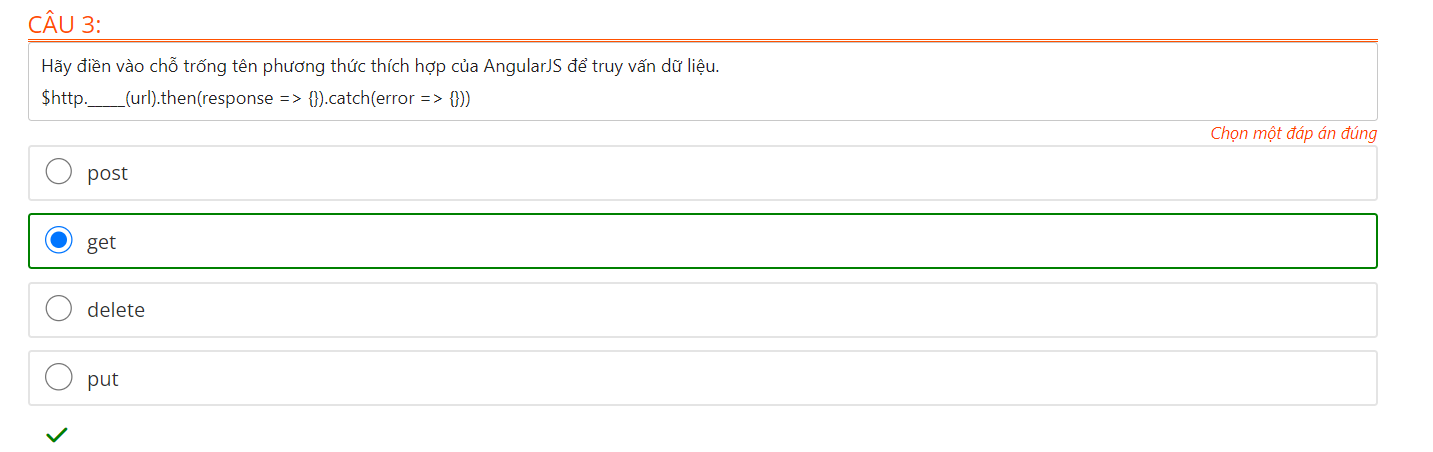 CÂU 3:
Hãy điền vào chỗ trống tên phương thức thích hợp của AngularJS để truy vấn dữ liệu.
$http._____(url).then(response => {}).catch(error => {}))
Chọn một đáp án đúng
post
get
delete
put